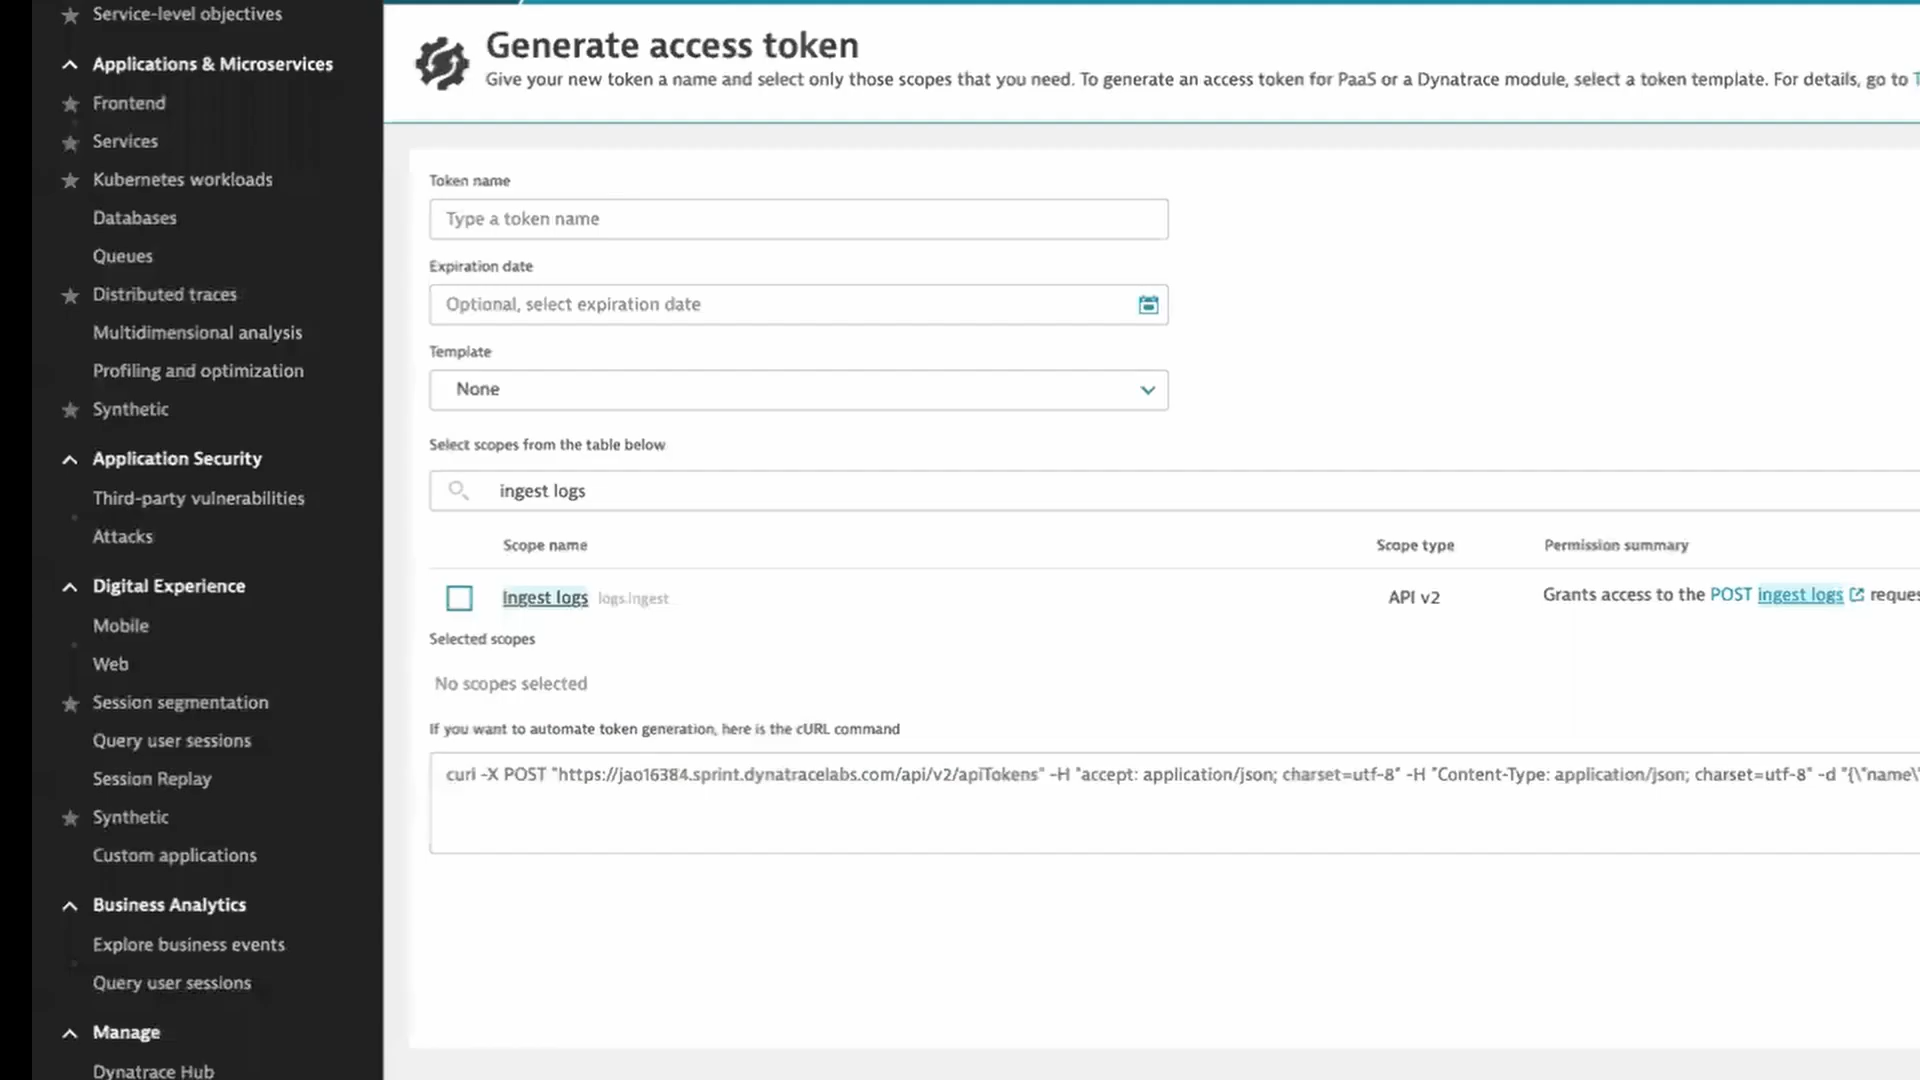 Service-level objectives
Applications & Microservices
Frontend
Services
Kubernetes workloads
Databases
Queues
Distributed traces
Multidimensional analysis
Profiling and optimization
Synthetic
Application Security
Third-party vulnerabilities
Attacks
Digital Experience
Mobile
Web
Session segmentation
Query user sessions
Session Replay
Synthetic
Custom applications
Business Analytics
Explore business events
Query user sessions
Manage
Dynatrace Hub
Generate access token
Give your new token a name and select only those scopes that you need. To generate an access token for PaaS or a Dynatrace module, select a token template. For details, go to
Token name
Type a token name
Expiration date
Optional, select expiration date
Template
None
Select scopes from the table below
ingest logs
Scope name Scope type Permission summary
Ingest logs logs.ingest API v2 Grants access to the POST ingest logs reques
Selected scopes
No scopes selected
If you want to automate token generation, here is the cURL command
curl -X POST "https://jao16384.sprint.dynatracelabs.com/api/v2/apiTokens" -H "accept: application/json; charset=utf-8" -H "Content-Type: application/json; charset=utf-8" -d "{\"name\"